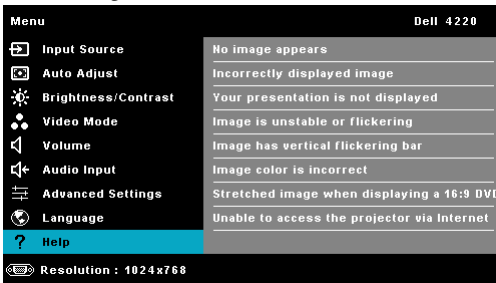 Menu Dell 4220
Input Source
Auto Adjust
Brightness/Contrast
Video Mode
Volume
Audio Input
Advanced Settings
Language
? Help
No image appears
Incorrectly displayed image
Your presentation is not displayed
Image is unstable or flickering
Image has vertical flickering bar
Image color is incorrect
Stretched image when displaying a 16:9 DVD
Unable to access the projector via Internet
Resolution : 1024x768